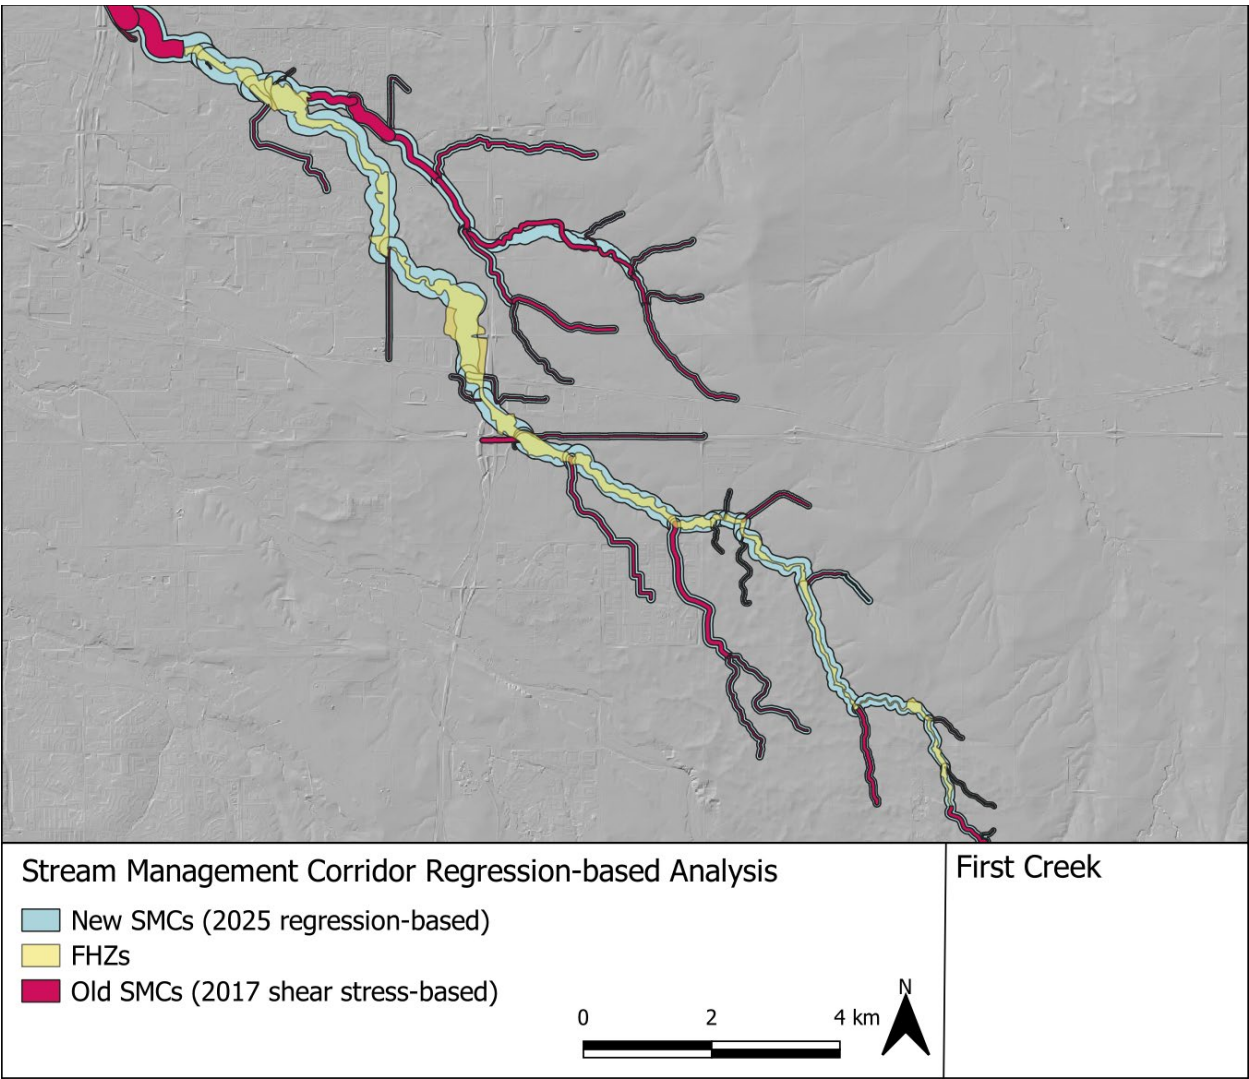 Stream Management Corridor Regression-based Analysis
First Creek
New SMCs (2025 regression-based)
FHZs
Old SMCs (2017 shear stress-based)
0 2 4 km
N